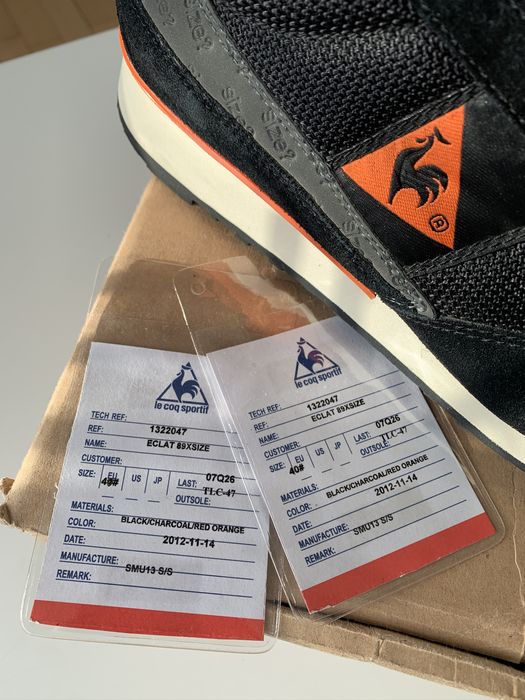 size?
size?
size?
size?
®
le coq sportif
TECH REF:
REF: 1322047
NAME: ECLAT 89XSIZE
CUSTOMER:
SIZE: EU US JP LAST: 07Q26
40# OUTSOLE: TLC-47
MATERIALS:
COLOR: BLACK/CHARCOAL/RED ORANGE
DATE: 2012-11-14
MANUFACTURE:
REMARK: SMU13 S/S
le coq sportif
TECH REF:
REF: 1322047
NAME: ECLAT 89XSIZE
CUSTOMER:
SIZE: EU US JP LAST: 07Q26
40# OUTSOLE: TLC-47
MATERIALS:
COLOR: BLACK/CHARCOAL/RED ORANGE
DATE: 2012-11-14
MANUFACTURE:
REMARK: SMU13 S/S